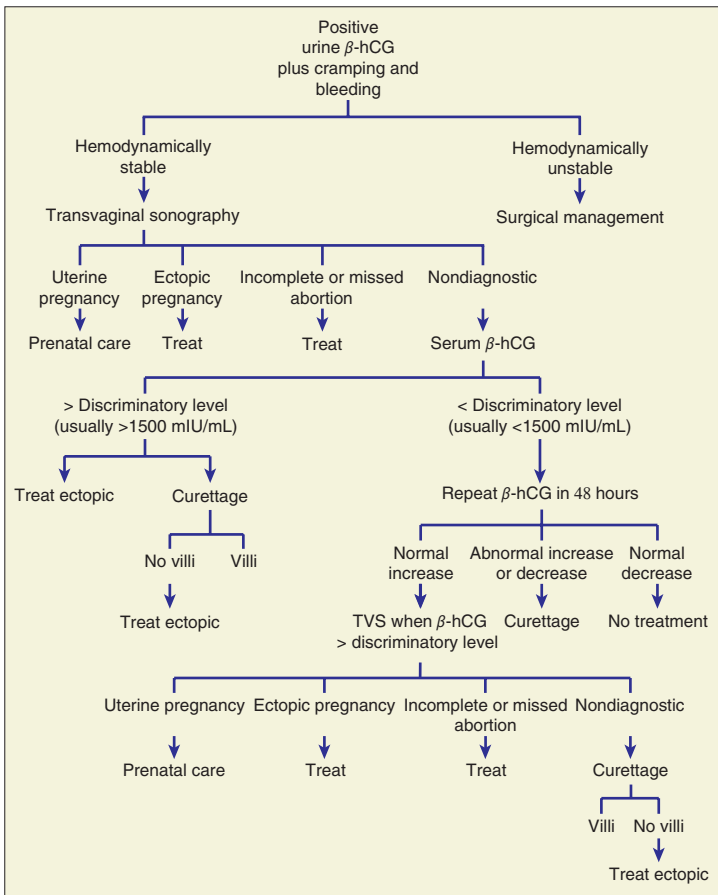 Positive
urine β-hCG
plus cramping and
bleeding
Hemodynamically
stable
Hemodynamically
unstable
Transvaginal sonography
Surgical management
Uterine
pregnancy
Ectopic
pregnancy
Incomplete or missed
abortion
Nondiagnostic
Prenatal care
Treat
Treat
Serum β-hCG
> Discriminatory level
(usually >1500 mIU/mL)
< Discriminatory level
(usually <1500 mIU/mL)
Treat ectopic
Curettage
Repeat β-hCG in 48 hours
No villi
Villi
Normal
increase
Abnormal increase
or decrease
Normal
decrease
Treat ectopic
TVS when β-hCG
> discriminatory level
Curettage
No treatment
Uterine pregnancy
Ectopic pregnancy
Incomplete or missed
abortion
Nondiagnostic
Prenatal care
Treat
Treat
Curettage
Villi
No villi
Treat ectopic